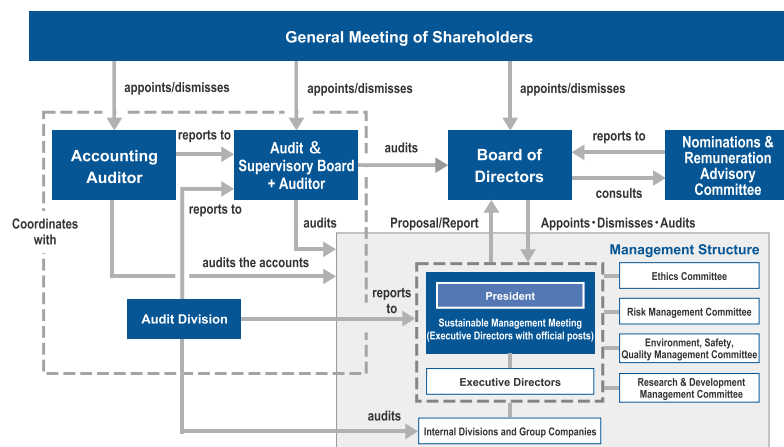 General Meeting of Shareholders
appoints/dismisses
appoints/dismisses
appoints/dismisses
Accounting
Auditor
reports to
Audit &
Supervisory Board
+ Auditor
audits
Board of
Directors
reports to
consults
Nominations &
Remuneration
Advisory
Committee
reports to
Coordinates
with
audits
audits the accounts
Proposal/Report
Appoints・Dismisses・Audits
Management Structure
President
Sustainable Management Meeting
(Executive Directors with official posts)
Ethics Committee
Risk Management Committee
Environment, Safety,
Quality Management Committee
Research & Development
Management Committee
Audit Division
reports
to
Executive Directors
audits
Internal Divisions and Group Companies